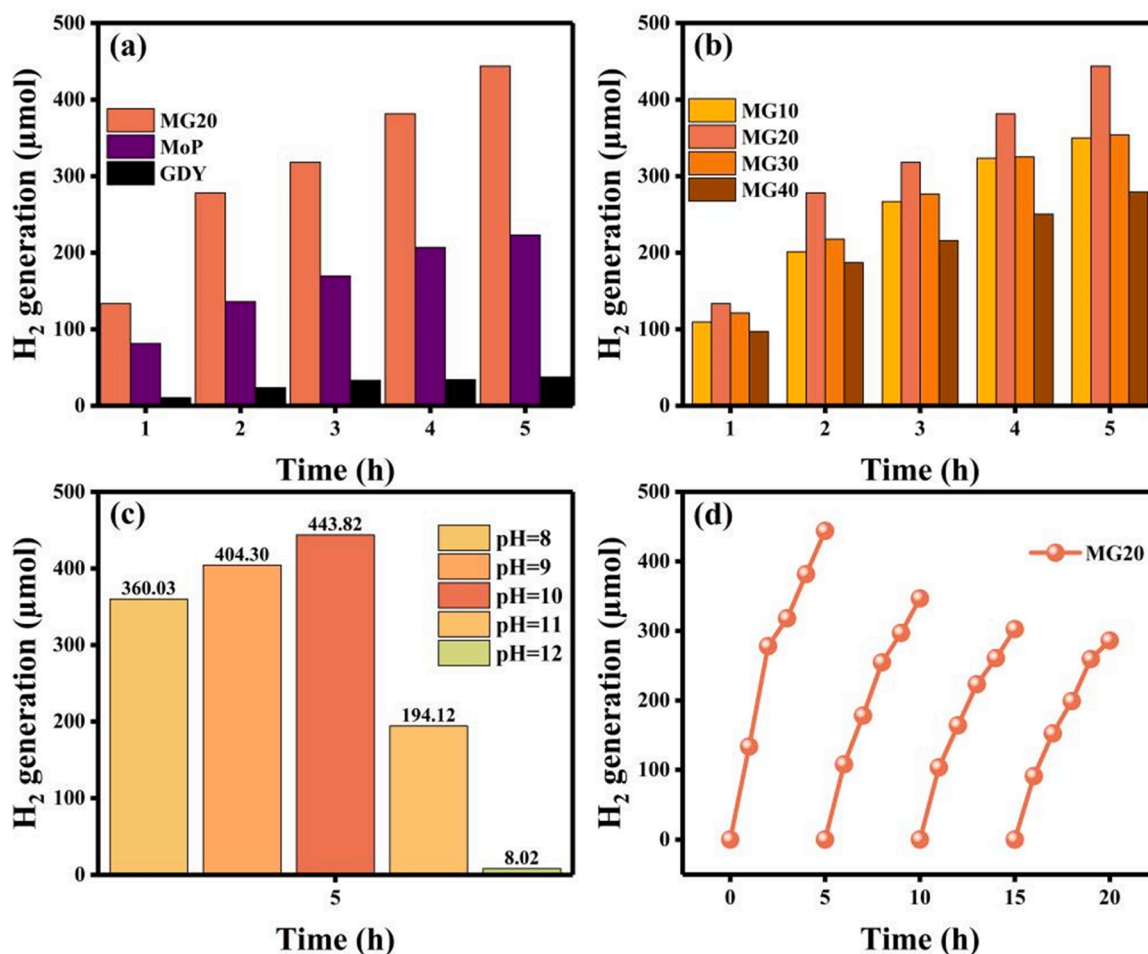 (a)
H2 generation (μmol)
500
400
300
200
100
0
MG20
MoP
GDY
1 2 3 4 5
Time (h)
(b)
H2 generation (μmol)
500
400
300
200
100
0
MG10
MG20
MG30
MG40
1 2 3 4 5
Time (h)
(c)
H2 generation (μmol)
500
400
300
200
100
0
360.03
404.30
443.82
194.12
8.02
pH=8
pH=9
pH=10
pH=11
pH=12
5
Time (h)
(d)
H2 generation (μmol)
500
400
300
200
100
0
MG20
0 5 10 15 20
Time (h)